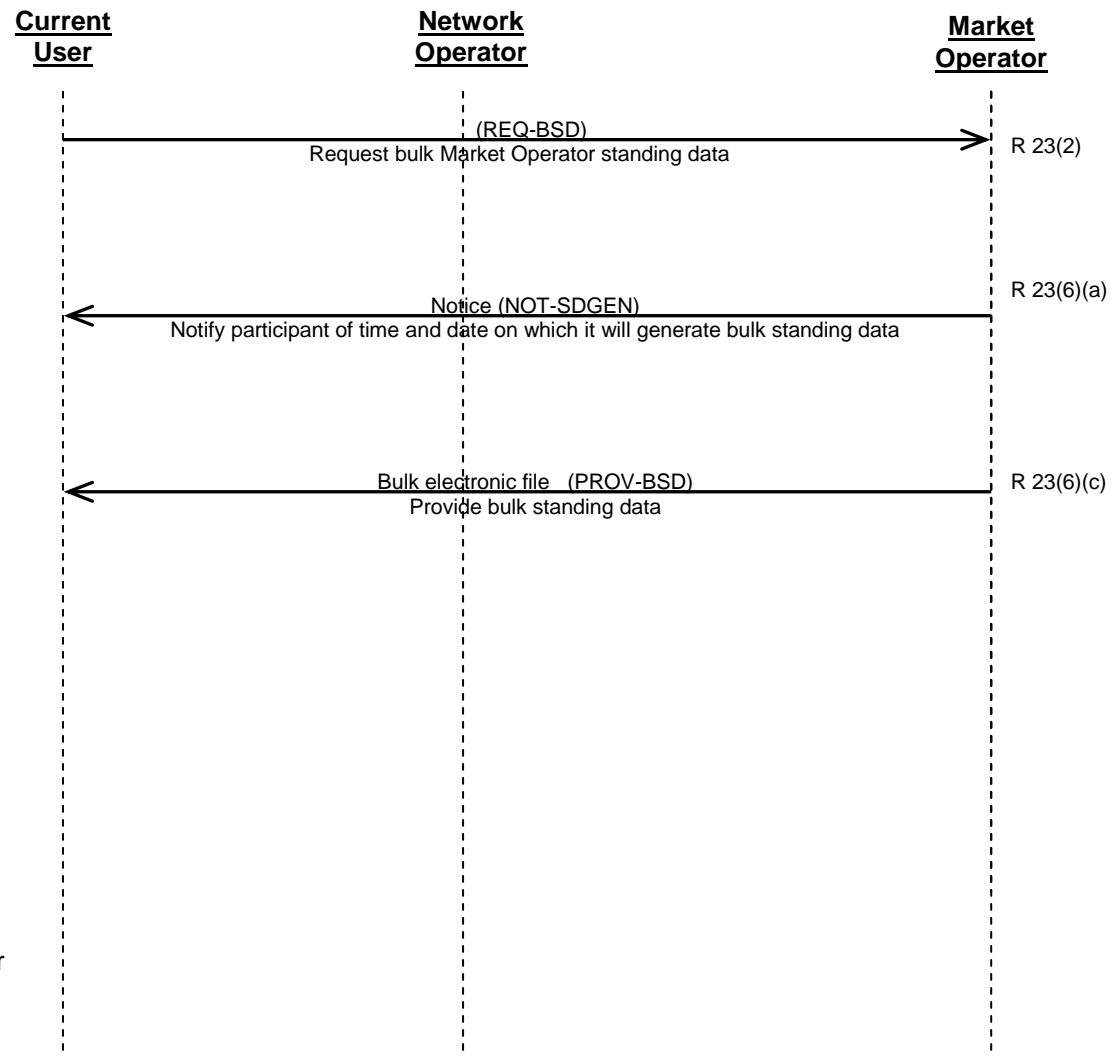 Current
User
Network
Operator
Market
Operator
(REQ-BSD)
Request bulk Market Operator standing data
R 23(2)
R 23(6)(a)
Notice (NOT-SDGEN)
Notify participant of time and date on which it will generate bulk standing data
Bulk electronic file (PROV-BSD)
R 23(6)(c)
Provide bulk standing data
r